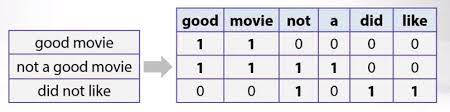 good movie not a did like
good movie 1 1 0 0 0 0
not a good movie 1 1 1 1 0 0
did not like 0 0 1 0 1 1